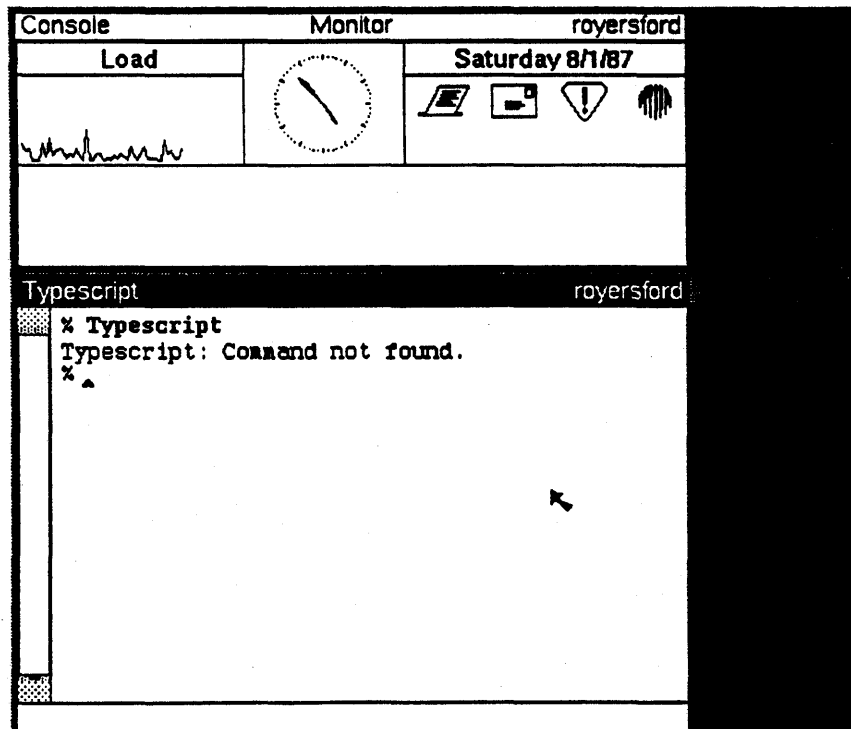 Console Monitor royersford
Load
Saturday 8/1/87
Typescript royersford
% Typescript
Typescript: Command not found.
%